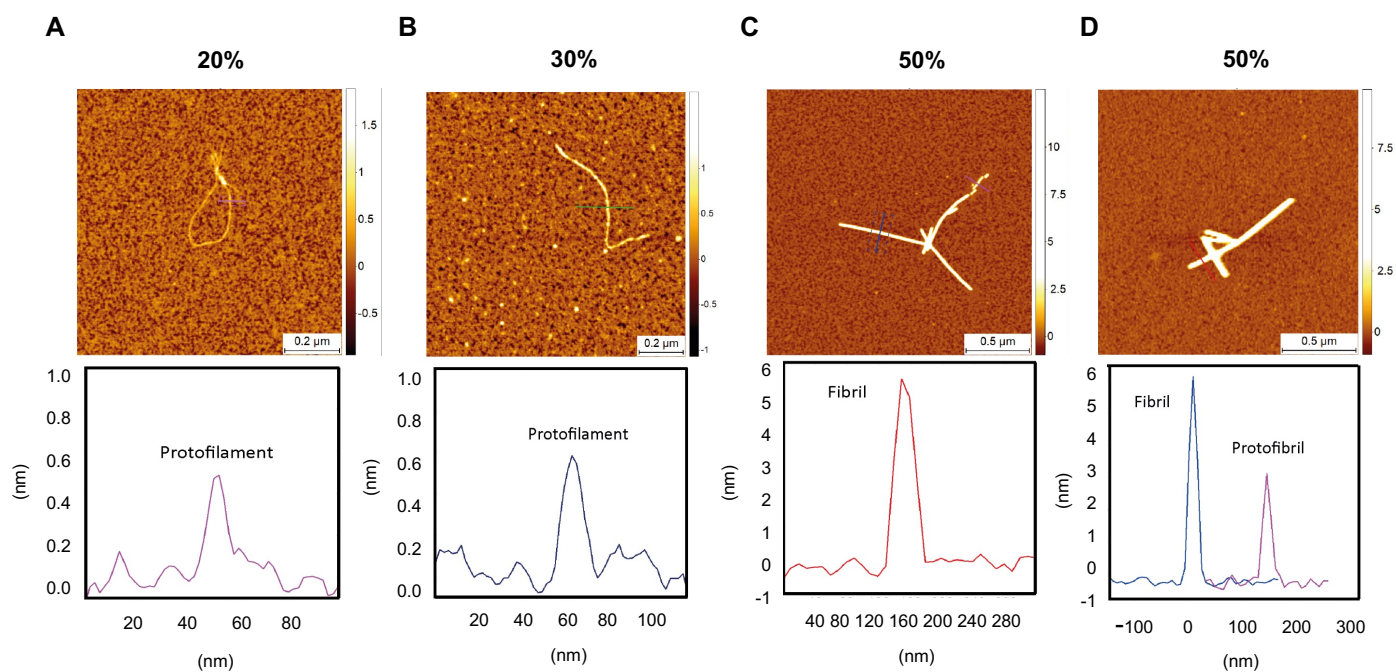 A
B
C
D
20%
30%
50%
50%
1.5
1
0.5
0
-0.5
0.2 µm
1
0.5
0
-0.5
-1
0.2 µm
10
7.5
5
2.5
0
0.5 µm
7.5
5
2.5
0
0.5 µm
1.0
0.8
0.6
0.4
0.2
0.0
(nm)
Protofilament
20 40 60 80
(nm)
1.0
0.8
0.6
0.4
0.2
0.0
(nm)
Protofilament
20 40 60 80 100
(nm)
6
5
4
3
2
1
0
-1
(nm)
Fibril
40 80 120 160 200 240 280
(nm)
6
5
4
3
2
1
0
-1
(nm)
Fibril
Protofibril
−100 0 100 200 300
(nm)